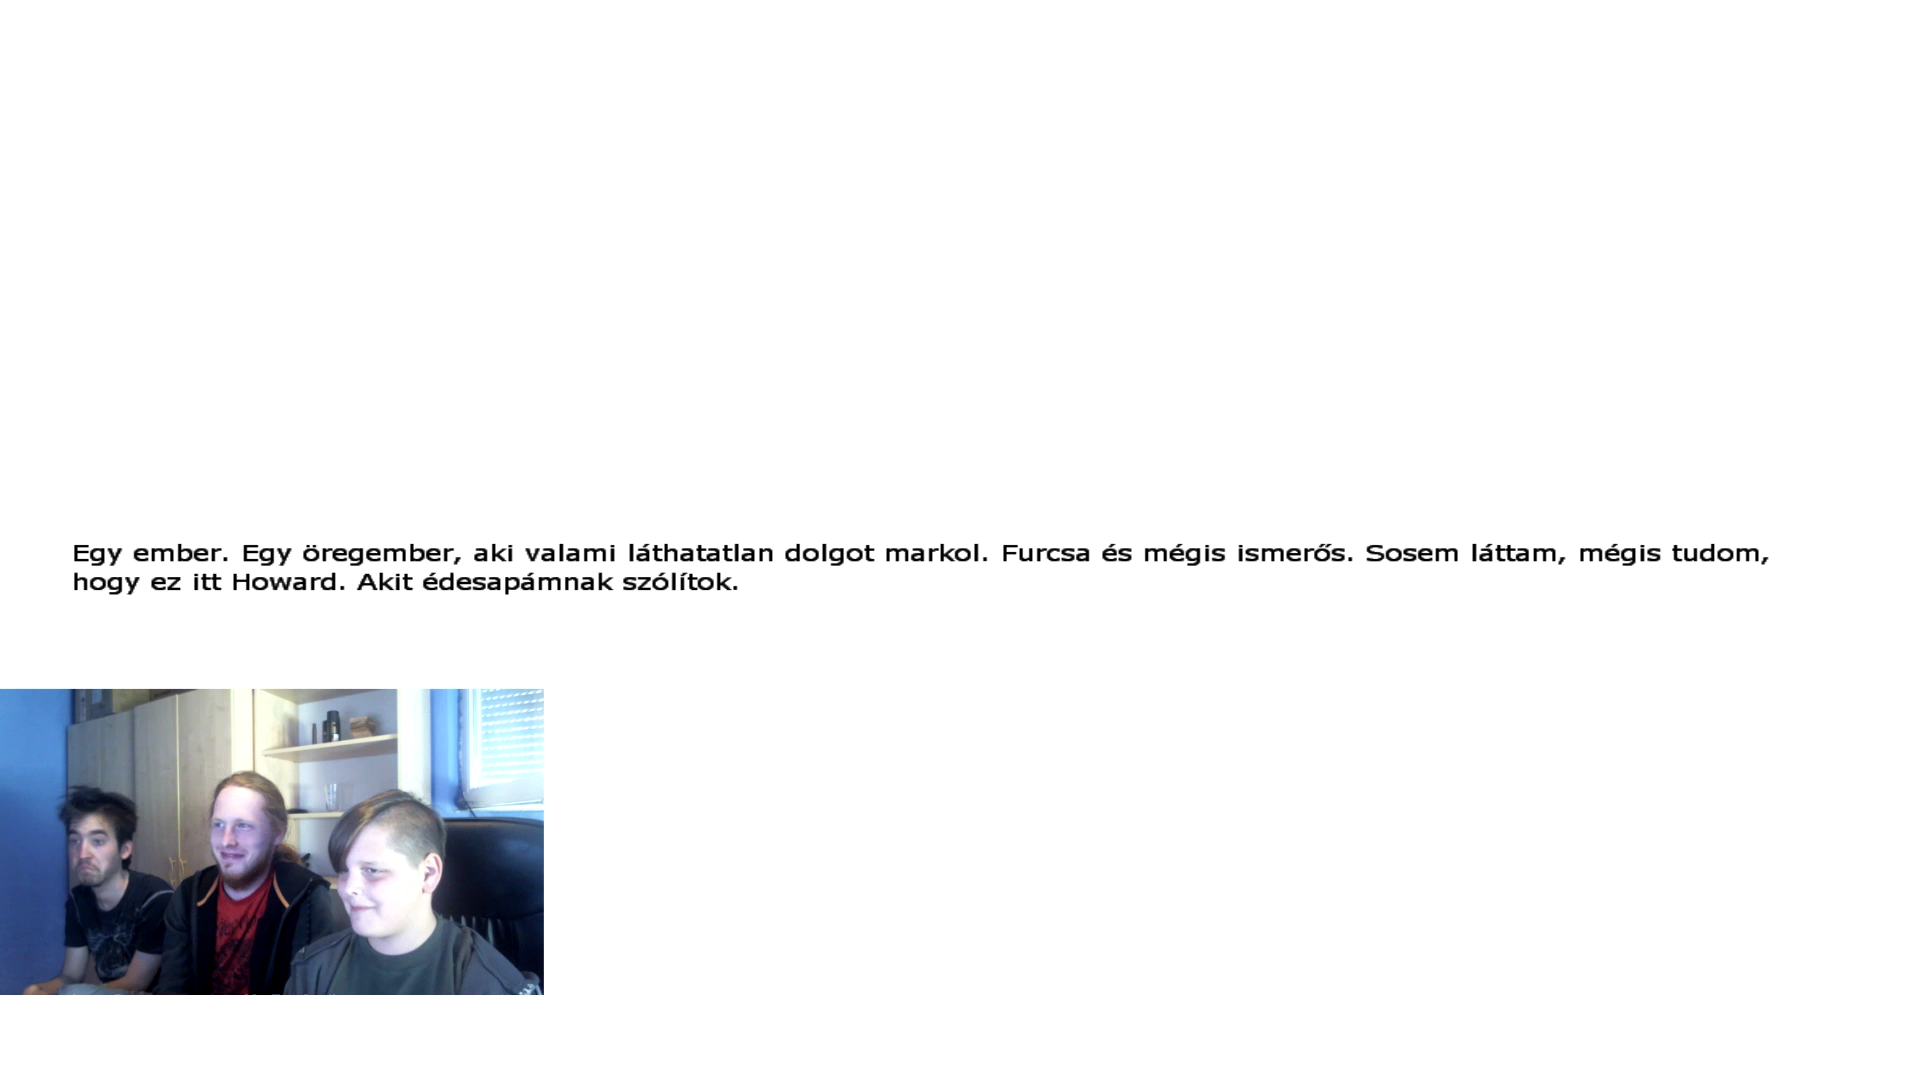 Egy ember. Egy öregember, aki valami láthatatlan dolgot markol. Furcsa és mégis ismerős. Sosem láttam, mégis tudom,
hogy ez itt Howard. Akit édesapámnak szólítok.